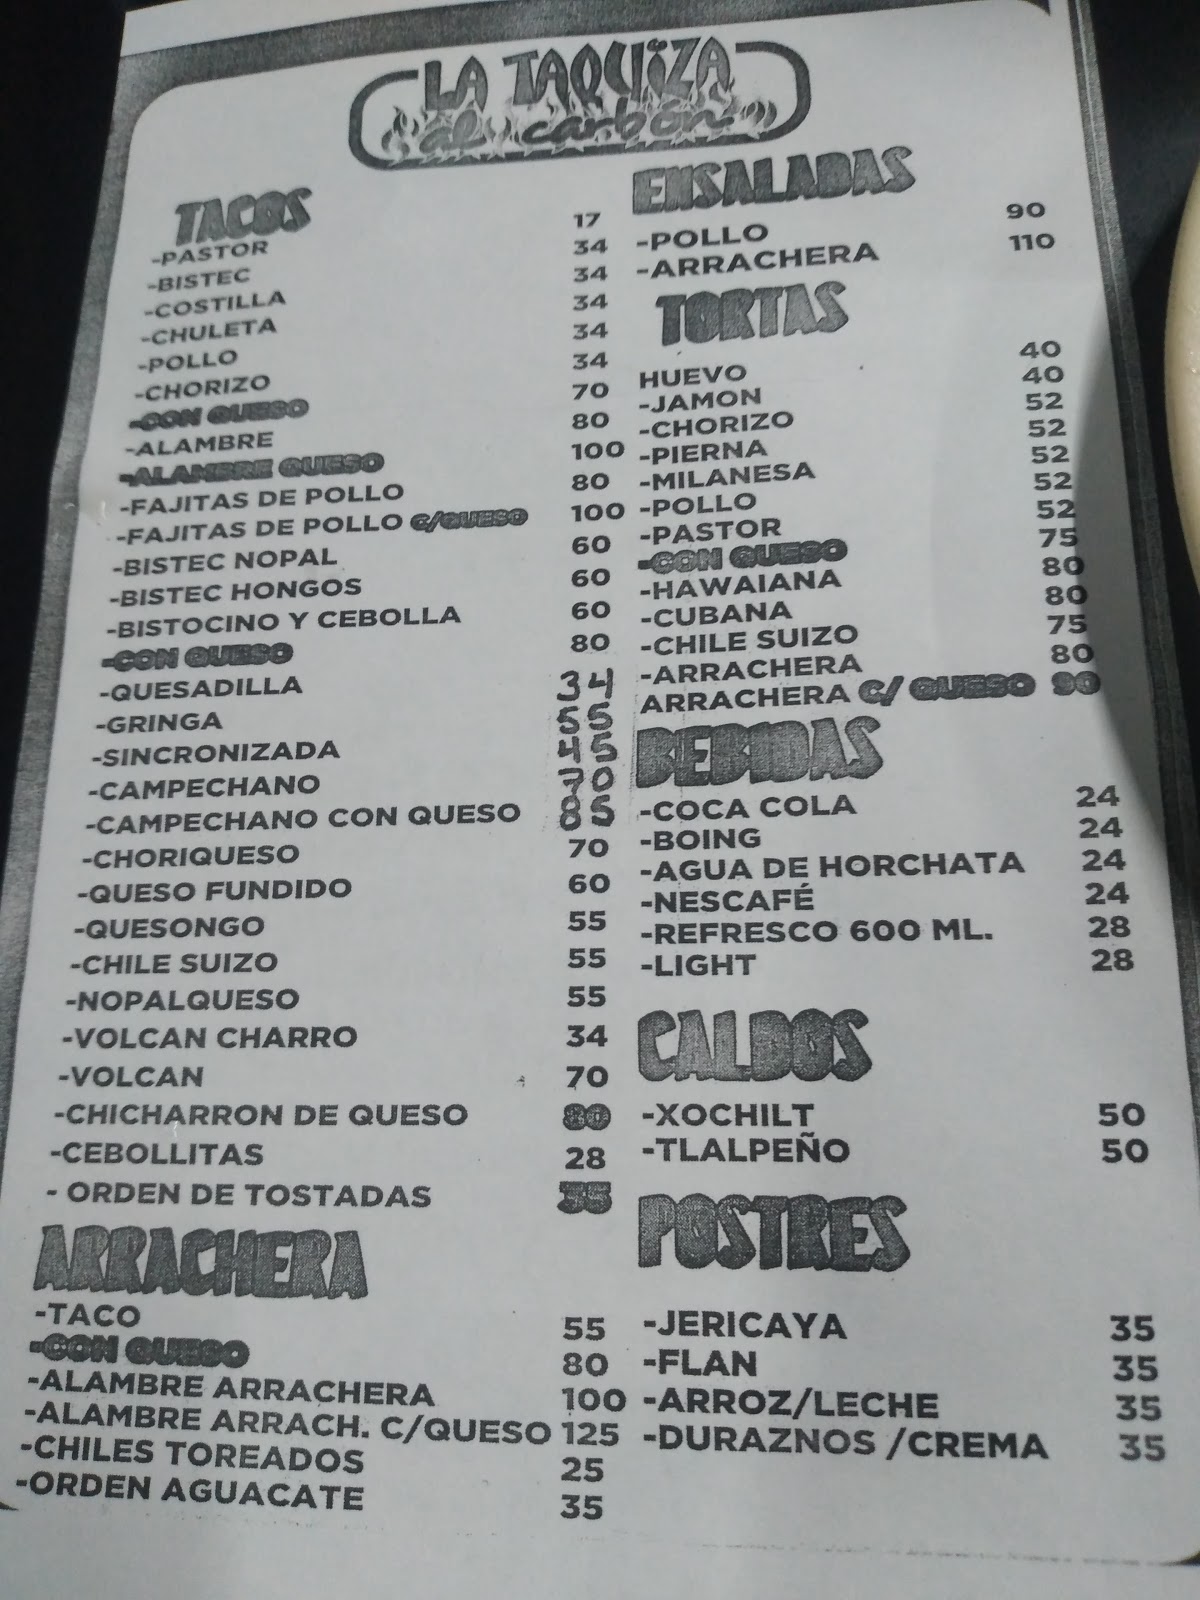 LA TAQUIZA
al carbón
TACOS
-PASTOR 17
-BISTEC 34
-COSTILLA 34
-CHULETA 34
-POLLO 34
-CHORIZO 34
-CON QUESO 70
-ALAMBRE 80
-ALAMBRE QUESO 100
-FAJITAS DE POLLO 80
-FAJITAS DE POLLO C/QUESO 100
-BISTEC NOPAL 60
-BISTEC HONGOS 60
-BISTOCINO Y CEBOLLA 60
-CON QUESO 80
-QUESADILLA 34
-GRINGA 55
-SINCRONIZADA 45
-CAMPECHANO 70
-CAMPECHANO CON QUESO 85
-CHORIQUESO 70
-QUESO FUNDIDO 60
-QUESONGO 55
-CHILE SUIZO 55
-NOPALQUESO 55
-VOLCAN CHARRO 34
-VOLCAN 70
-CHICHARRON DE QUESO 80
-CEBOLLITAS 28
- ORDEN DE TOSTADAS 35
ARRACHERA
-TACO 55
-CON QUESO 80
-ALAMBRE ARRACHERA 100
-ALAMBRE ARRACH. C/QUESO 125
-CHILES TOREADOS 25
-ORDEN AGUACATE 35
ENSALADAS
-POLLO 90
-ARRACHERA 110
TORTAS
HUEVO 40
-JAMON 40
-CHORIZO 52
-PIERNA 52
-MILANESA 52
-POLLO 52
-PASTOR 52
-CON QUESO 75
-HAWAIANA 80
-CUBANA 80
-CHILE SUIZO 75
-ARRACHERA 80
ARRACHERA C/ QUESO 90
BEBIDAS
-COCA COLA 24
-BOING 24
-AGUA DE HORCHATA 24
-NESCAFÉ 24
-REFRESCO 600 ML. 28
-LIGHT 28
CALDOS
-XOCHILT 50
-TLALPEÑO 50
POSTRES
-JERICAYA 35
-FLAN 35
-ARROZ/LECHE 35
-DURAZNOS /CREMA 35